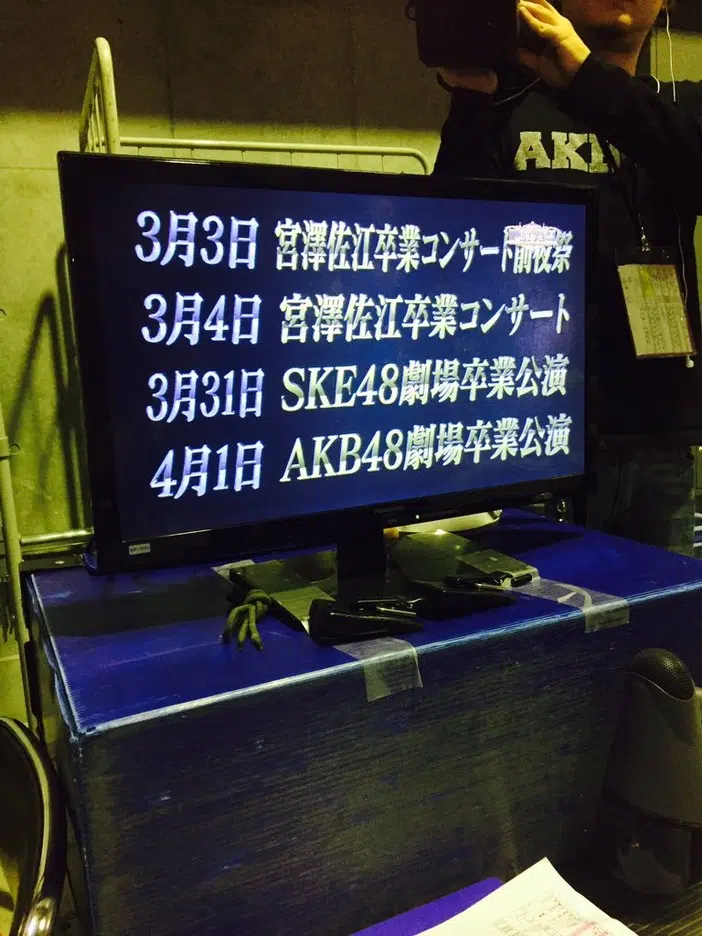 AK
3月3日 宮澤佐江卒業コンサート前夜祭
3月4日 宮澤佐江卒業コンサート
3月31日 SKE48劇場卒業公演
4月1日 AKB48劇場卒業公演